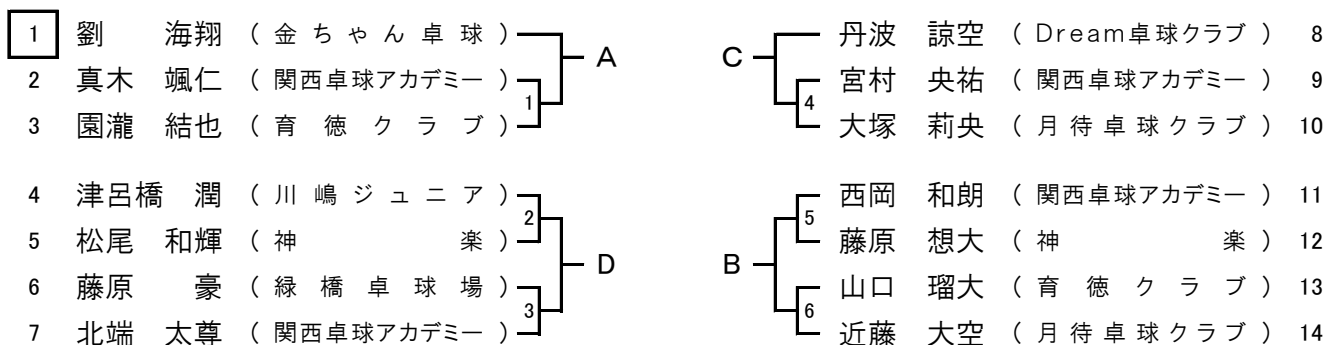 1 劉 海翔 ( 金ちゃん卓球 )
A
2 真木 颯仁 ( 関西卓球アカデミー )
1
3 園瀧 結也 ( 育徳クラブ )
4 津呂橋 潤 ( 川嶋ジュニア )
2
5 松尾 和輝 ( 神楽 )
D
6 藤原 豪 ( 緑橋卓球場 )
3
7 北端 太尊 ( 関西卓球アカデミー )
丹波 諒空 ( Dream卓球クラブ ) 8
C
宮村 央祐 ( 関西卓球アカデミー ) 9
4
大塚 莉央 ( 月待卓球クラブ ) 10
西岡 和朗 ( 関西卓球アカデミー ) 11
5
藤原 想大 ( 神楽 ) 12
B
山口 瑠大 ( 育徳クラブ ) 13
6
近藤 大空 ( 月待卓球クラブ ) 14